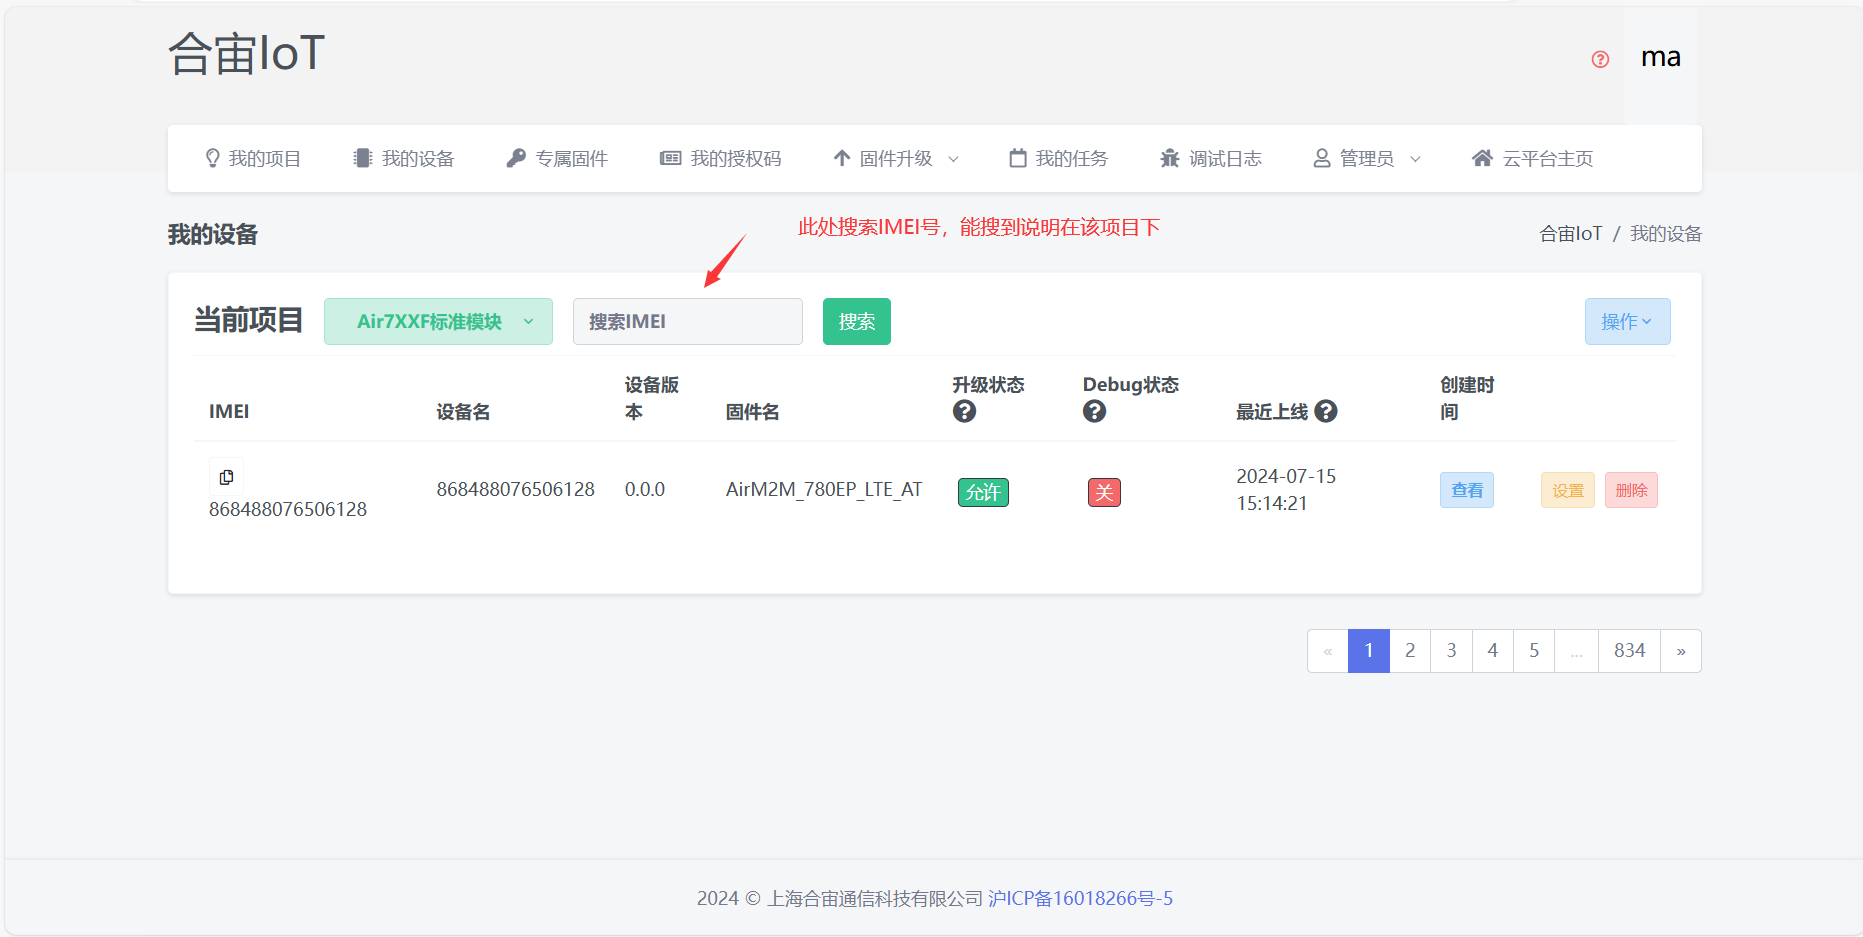 合宙IoT
ma
我的项目 我的设备 专属固件 我的授权码 固件升级 我的任务 调试日志 管理员 云平台主页
我的设备
此处搜索IMEI号，能搜到说明在该项目下
合宙IoT / 我的设备
当前项目 Air7XXF标准模块 搜索IMEI 搜索 操作
IMEI 设备名 设备版本 固件名 升级状态 Debug状态 最近上线 创建时间
868488076506128 868488076506128 0.0.0 AirM2M_780EP_LTE_AT 允许 关 2024-07-15 15:14:21 查看 设置 删除
« 1 2 3 4 5 ... 834 »
2024 © 上海合宙通信科技有限公司 沪ICP备16018266号-5